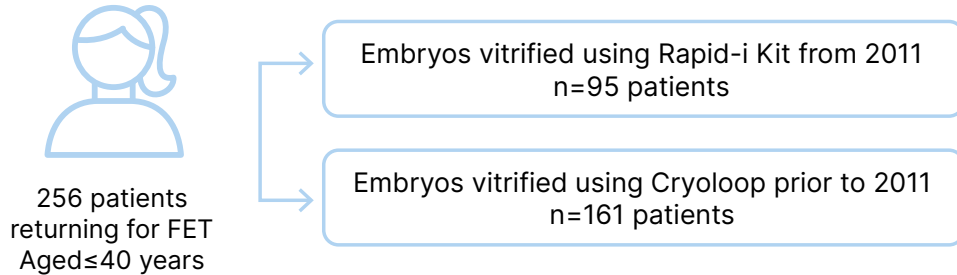 Embryos vitrified using Rapid-i Kit from 2011
n=95 patients
Embryos vitrified using Cryoloop prior to 2011
n=161 patients
256 patients
returning for FET
Aged≤40 years